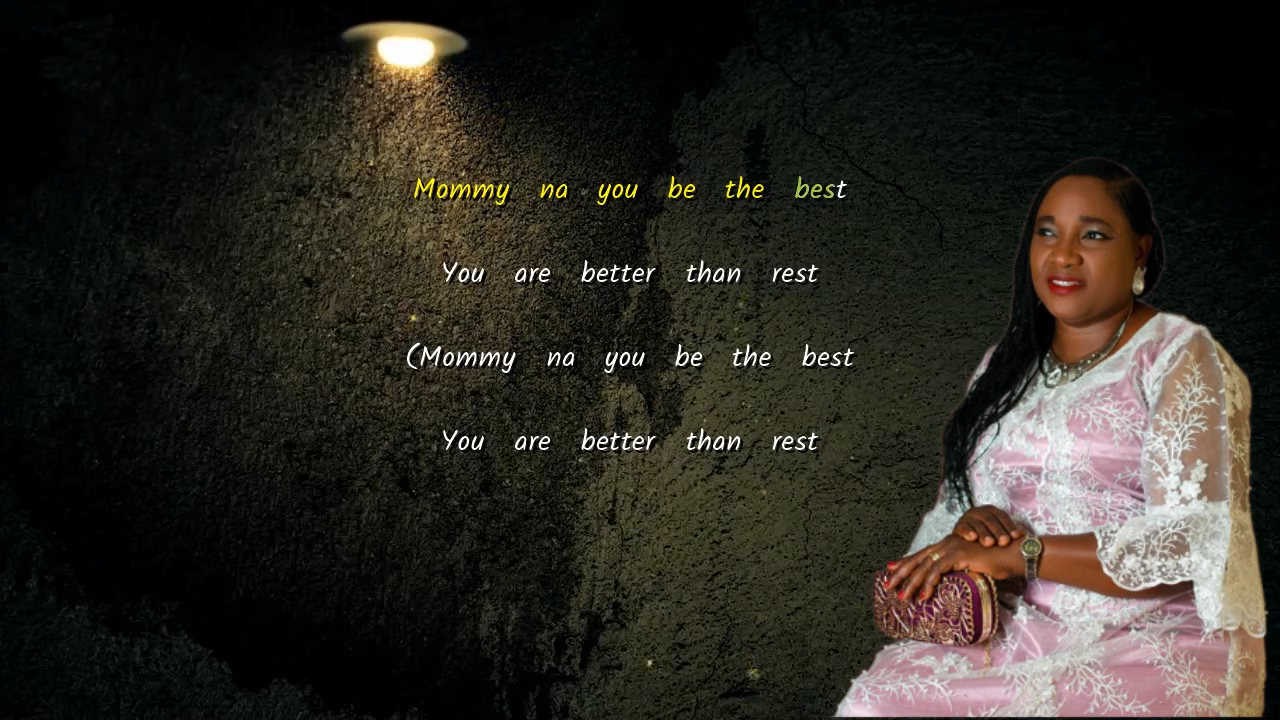 Mommy na you be the best
You are better than rest
(Mommy na you be the best
You are better than rest